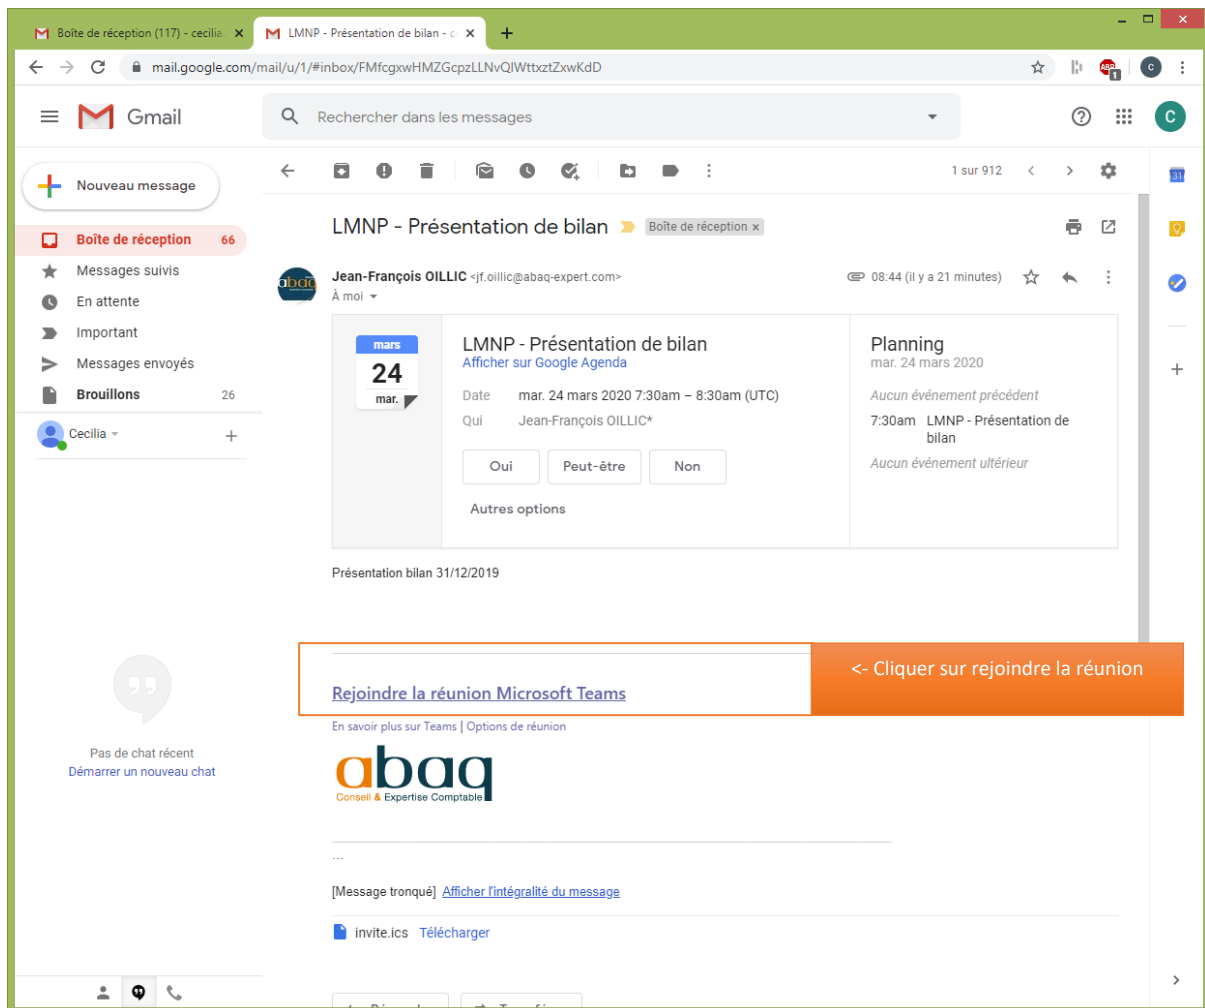 Boîte de réception (117) - cecilia.
LMNP - Présentation de bilan - c
mail.google.com/mail/u/1/#inbox/FMfcgxwHMZGcpzLLNvQlWttxztZxwKdD
ABP
1
C
Gmail
Rechercher dans les messages
C
Nouveau message
1 sur 912
31
Boîte de réception 66
Messages suivis
En attente
Important
Messages envoyés
Brouillons 26
Cecilia
Pas de chat récent
Démarrer un nouveau chat
LMNP - Présentation de bilan
Boîte de réception x
abaq
Jean-François OILLIC <jf.oillic@abaq-expert.com>
08:44 (il y a 21 minutes)
À moi
mars
24
mar.
LMNP - Présentation de bilan
Afficher sur Google Agenda
Date mar. 24 mars 2020 7:30am – 8:30am (UTC)
Qui Jean-François OILLIC*
Oui Peut-être Non
Autres options
Planning
mar. 24 mars 2020
Aucun événement précédent
7:30am LMNP - Présentation de
bilan
Aucun événement ultérieur
Présentation bilan 31/12/2019
<- Cliquer sur rejoindre la réunion
Rejoindre la réunion Microsoft Teams
En savoir plus sur Teams | Options de réunion
abaq
Conseil & Expertise Comptable
...
[Message tronqué] Afficher l'intégralité du message
invite.ics Télécharger